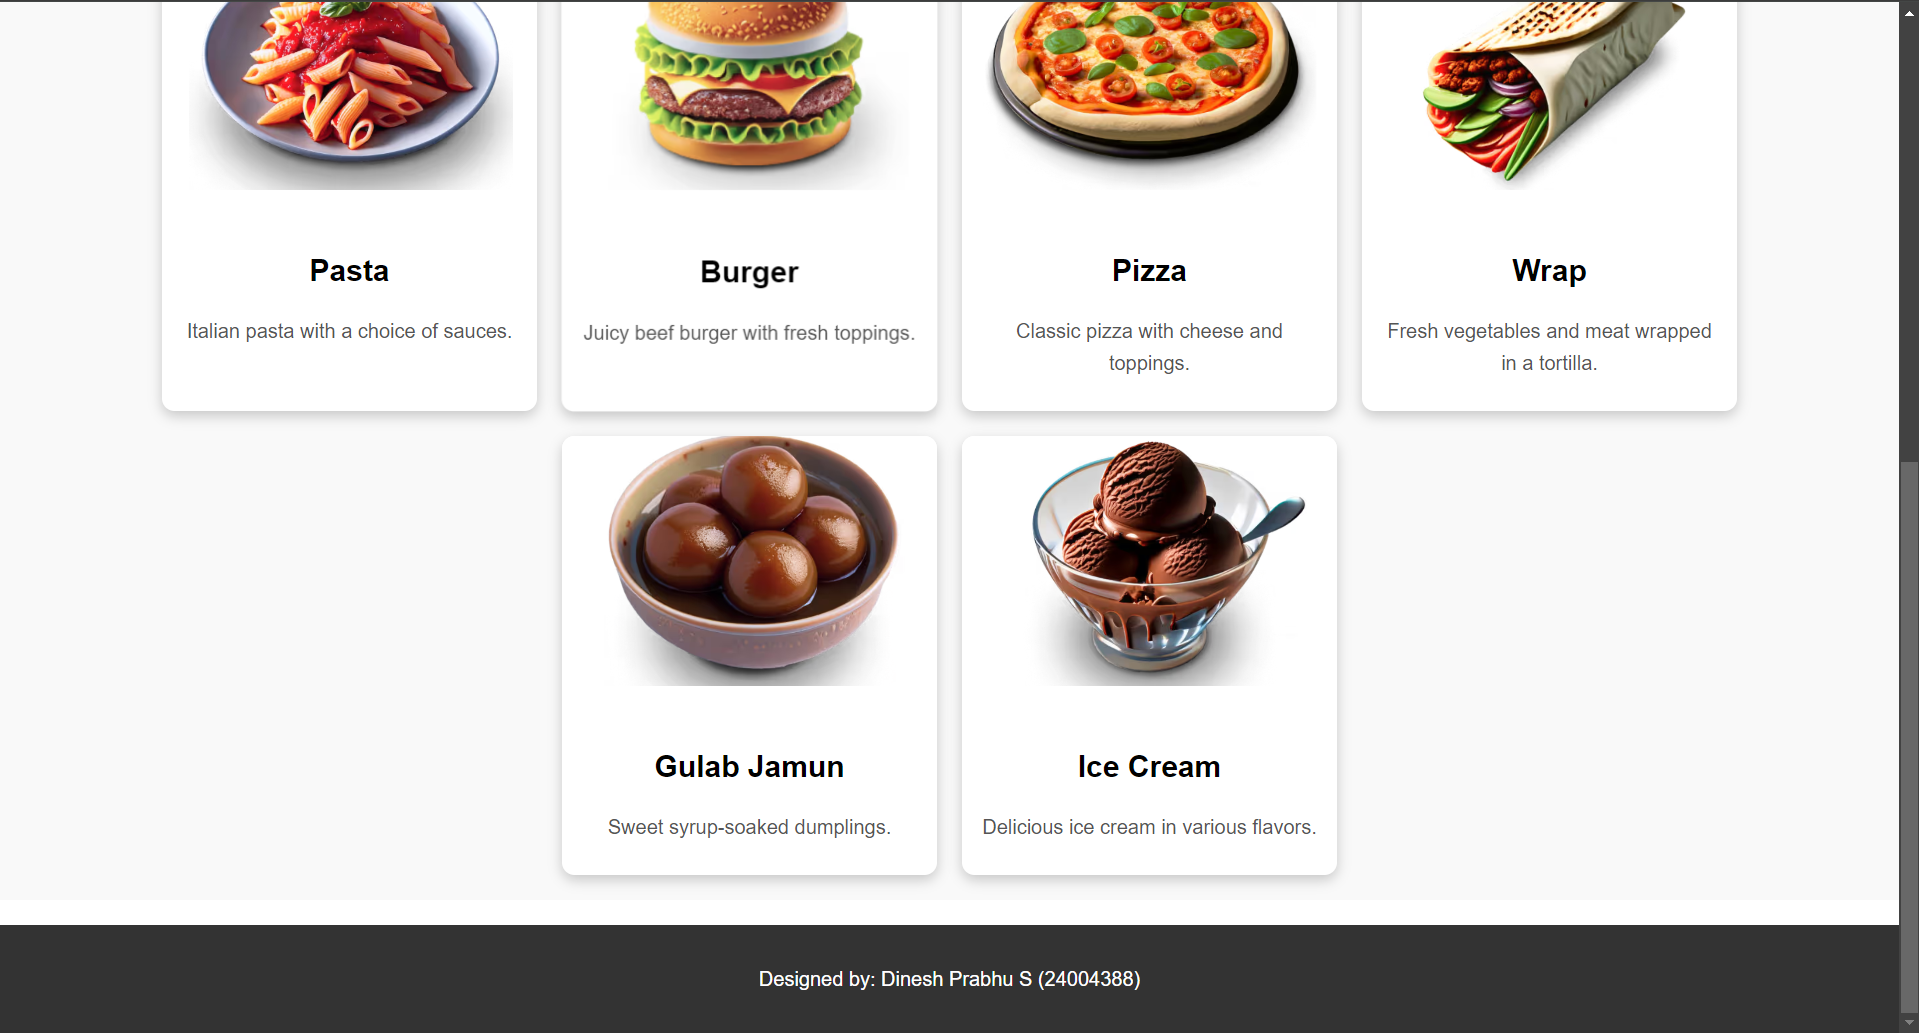 Pasta
Italian pasta with a choice of sauces.
Burger
Juicy beef burger with fresh toppings.
Pizza
Classic pizza with cheese and
toppings.
Wrap
Fresh vegetables and meat wrapped
in a tortilla.
Gulab Jamun
Sweet syrup-soaked dumplings.
Ice Cream
Delicious ice cream in various flavors.
Designed by: Dinesh Prabhu S (24004388)